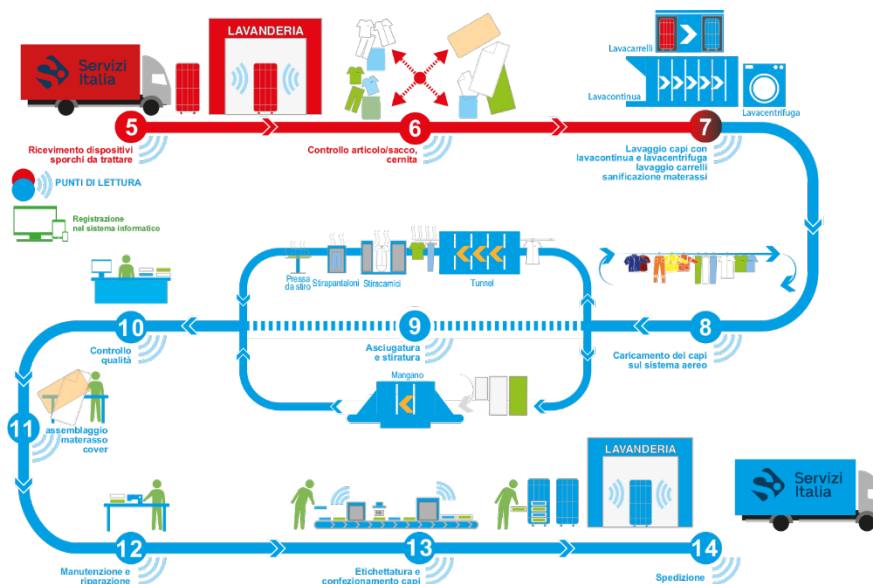 Servizi
Italia
LAVANDERIA
Lavacarrelli
Lavacontinua
Lavacentrifuga
5
Ricevimento dispositivi
sporchi da trattare
6
Controllo articolo/sacco,
cernita
7
Lavaggio capi con
lavacontinua e lavacentrifuga
lavaggio carrelli
sanificazione materassi
PUNTI DI LETTURA
Registrazione
nel sistema informatico
Pressa
da stiro
Stirapantaloni
Stiracamici
Tunnel
10
Controllo
qualità
9
Asciugatura
e stiratura
8
Caricamento dei capi
sul sistema aereo
Mangano
11
assemblaggio
materasso
cover
LAVANDERIA
Servizi
Italia
12
Manutenzione e
riparazione
13
Etichettatura e
confezionamento capi
14
Spedizione